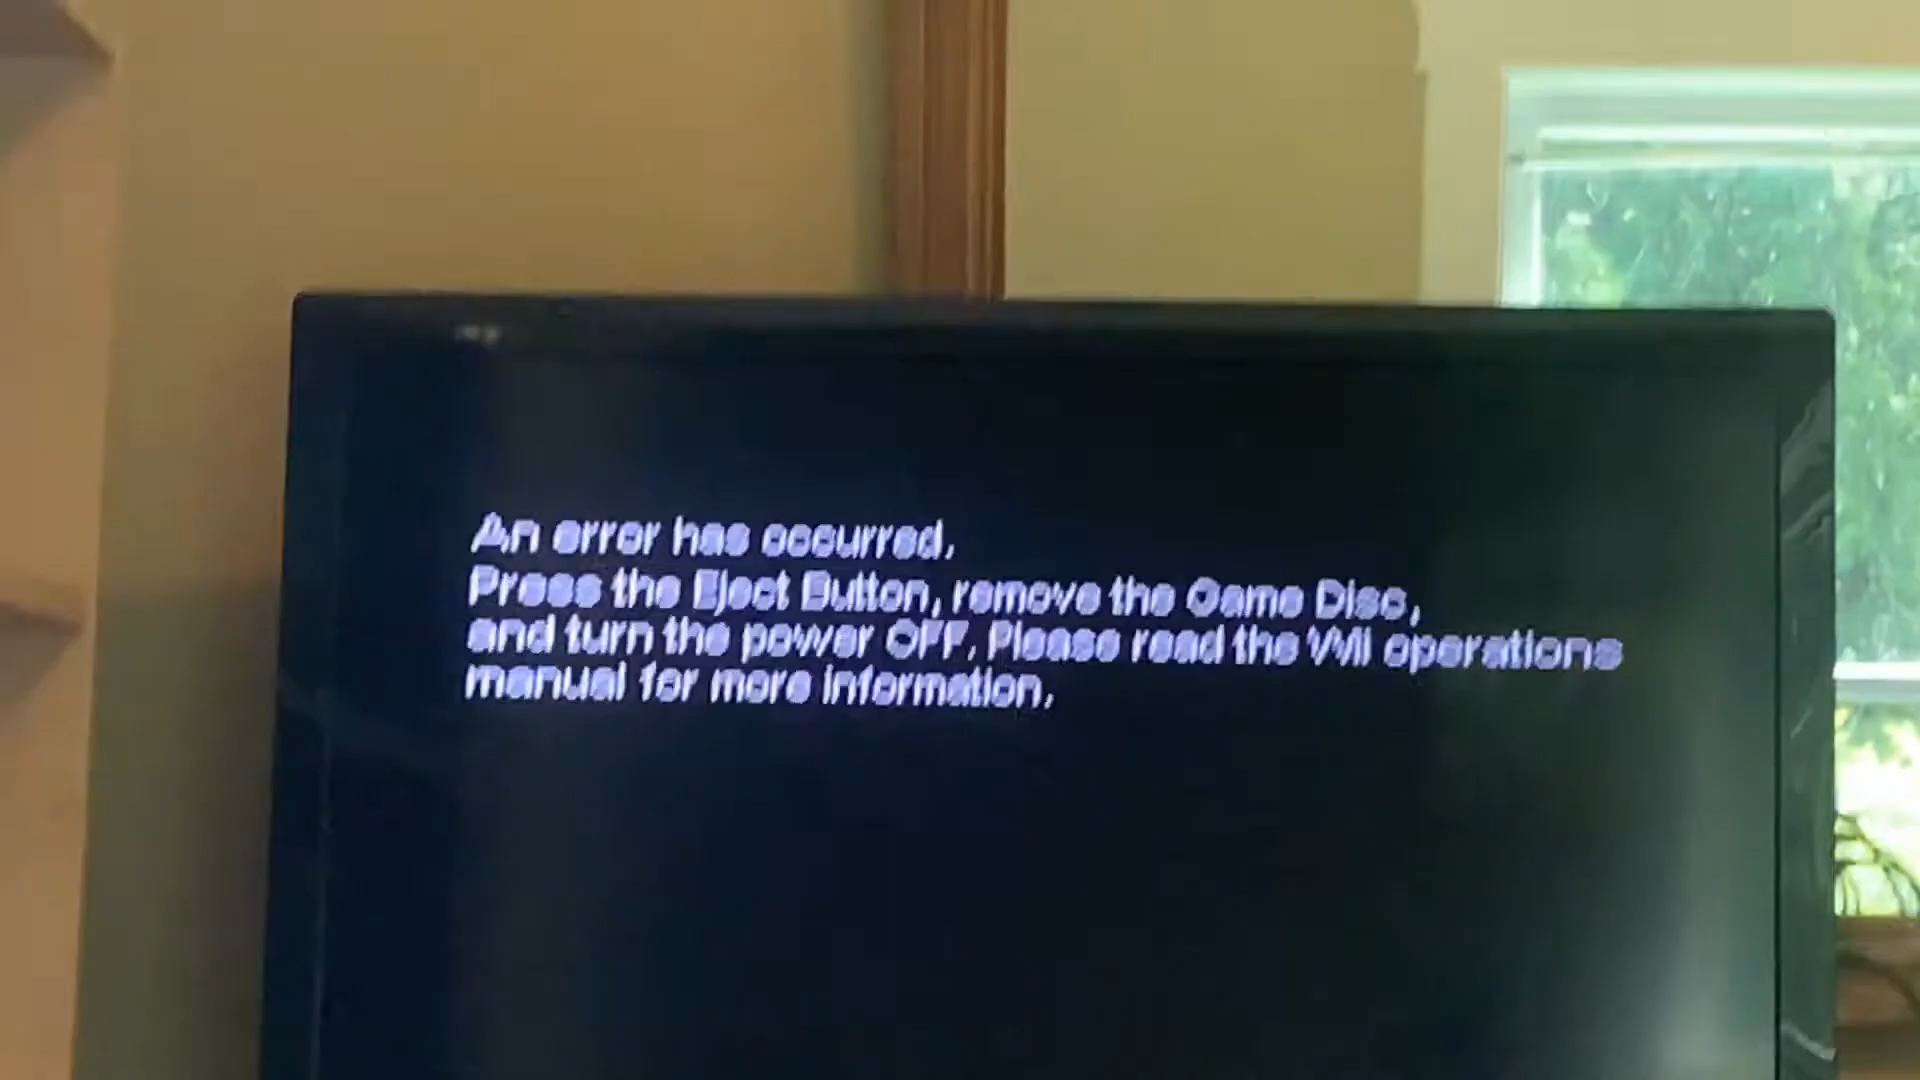 An error has occurred.
Press the Eject Button, remove the Game Disc,
and turn the power OFF. Please read the Wii operations
manual for more information.